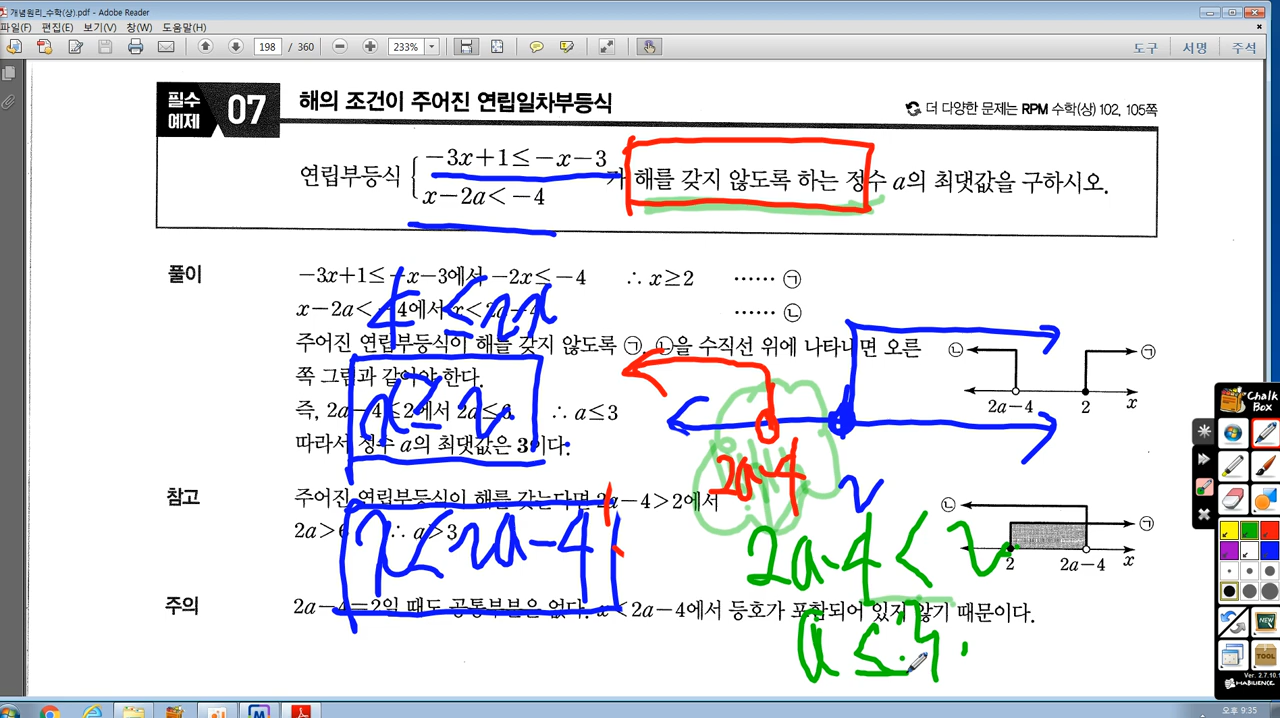 개념원리_수학(상).pdf - Adobe Reader
파일(F) 편집(E) 보기(V) 창(W) 도움말(H)
198 / 360 233% 도구 서명 주석
필수 예제 07 해의 조건이 주어진 연립일차부등식
더 다양한 문제는 RPM 수학(상) 102, 105쪽
연립부등식 { -3x+1≤-x-3
x-2a<-4
가 해를 갖지 않도록 하는 정수 a의 최댓값을 구하시오.
풀이 -3x+1≤-x-3에서 -2x≤-4 ∴ x≥2 …… ㉠
x-2a<-4에서 x<2a-4 …… ㉡
4≤2x
주어진 연립부등식이 해를 갖지 않도록 ㉠, ㉡을 수직선 위에 나타내면 오른
쪽 그림과 같아야 한다.
x≥2
즉, 2a-4≤2에서 2a≤6 ∴ a≤3
따라서 정수 a의 최댓값은 3이다.
㉡ ㉠
2a-4 2 x
2a-4 2
참고 주어진 연립부등식이 해를 갖는다면 2a-4>2에서
2a>6 ∴ a>3
x<2a-4
2a-4<2
㉡ ㉠
2 2a-4 x
주의 2a-4=2일 때도 공통부분은 없다. x<2a-4에서 등호가 포함되어 있지 않기 때문이다.
a≤3
Chalk Box
NEW
TOOL
Ver. 2.7.10.1
HABILIENCE
오후 9:35